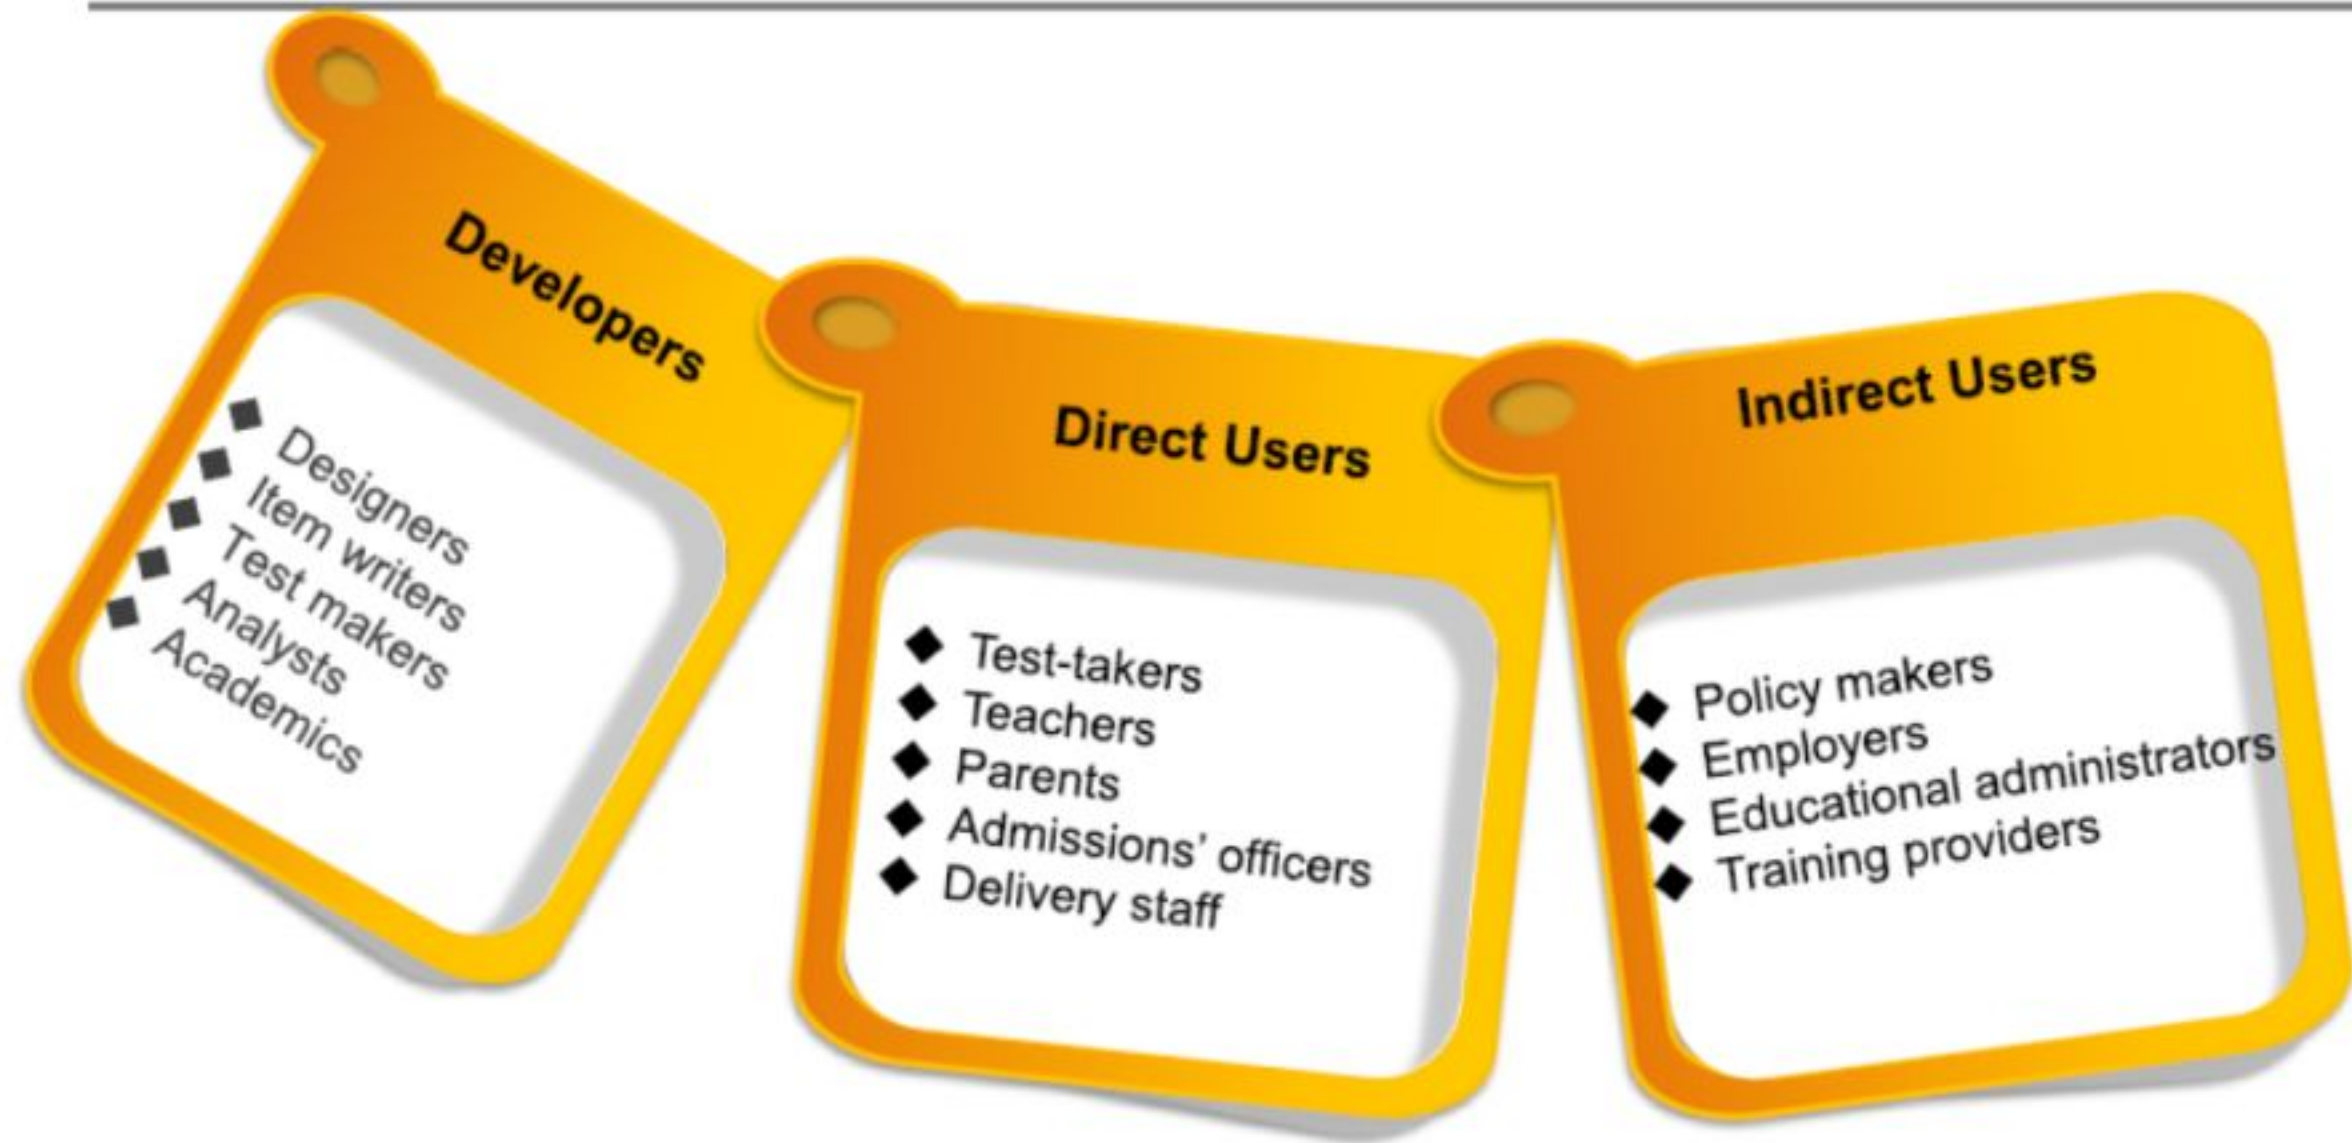 Developers
Designers
Item writers
Test makers
Analysts
Academics
Direct Users
Test-takers
Teachers
Parents
Admissions’ officers
Delivery staff
Indirect Users
Policy makers
Employers
Educational administrators
Training providers